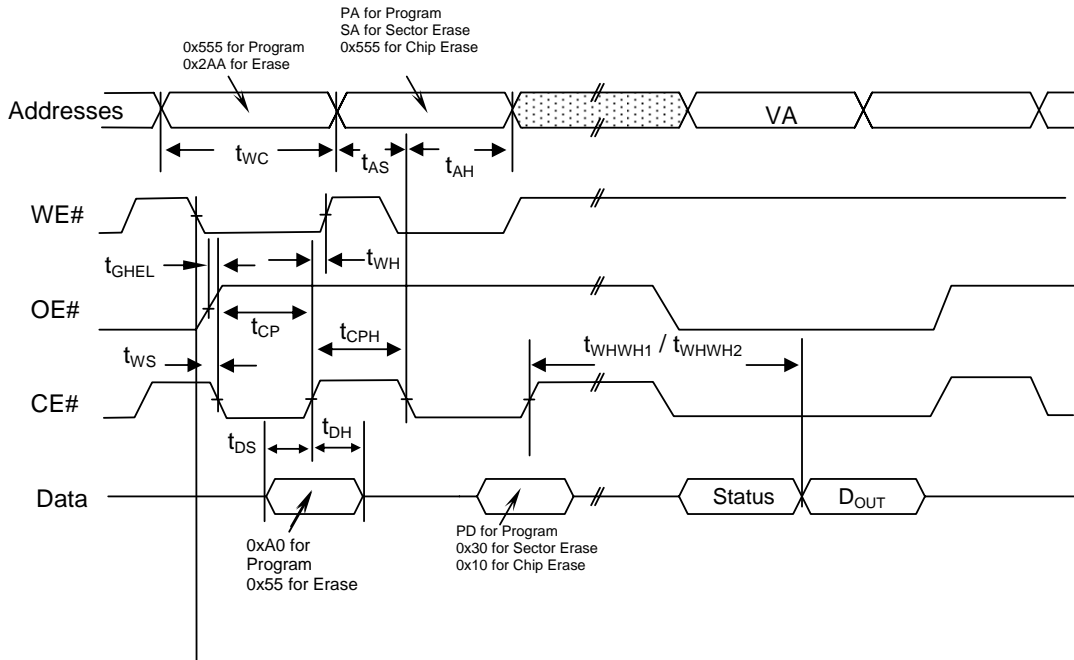 PA for Program
SA for Sector Erase
0x555 for Chip Erase
0x555 for Program
0x2AA for Erase
Addresses
VA
tWC
tAS
tAH
WE#
tGHEL
tWH
OE#
tCP
tCPH
tWHWH1 / tWHWH2
tWS
CE#
tDS
tDH
Data
Status
DOUT
0xA0 for
Program
0x55 for Erase
PD for Program
0x30 for Sector Erase
0x10 for Chip Erase